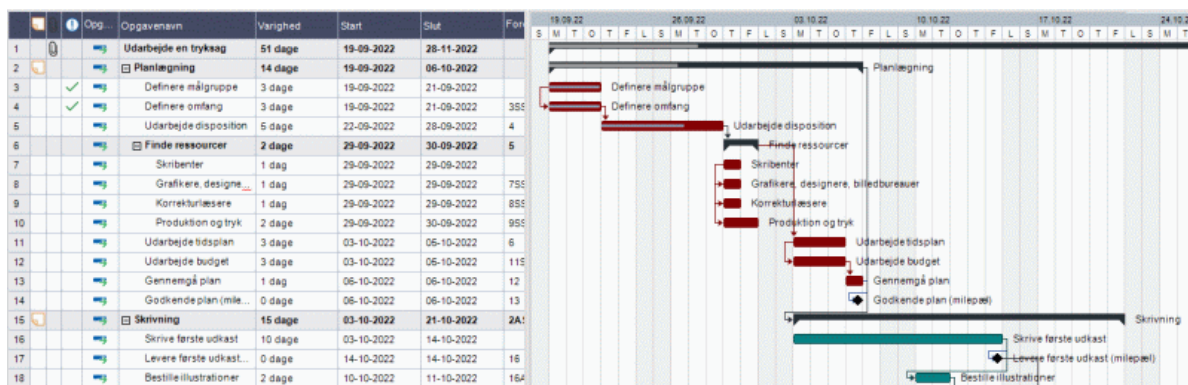 Opg... Opgavenavn Varighed Start Slut For
19.09.22 26.09.22 03.10.22 10.10.22 17.10.22 24.10.2
S M T O T F L S M T O T F L S M T O T F L S M T O T F L S M T O T F L S M T
1 Udarbejde en tryksag 51 dage 19-09-2022 28-11-2022
2 Planlægning 14 dage 19-09-2022 06-10-2022 Planlægning
3 Definere målgruppe 3 dage 19-09-2022 21-09-2022 Definere målgruppe
4 Definere omfang 3 dage 19-09-2022 21-09-2022 3SS Definere omfang
5 Udarbejde disposition 5 dage 22-09-2022 28-09-2022 4 Udarbejde disposition
6 Finde ressourcer 2 dage 29-09-2022 30-09-2022 5 Finde ressourcer
7 Skribenter 1 dag 29-09-2022 29-09-2022 Skribenter
8 Grafikere, designe... 1 dag 29-09-2022 29-09-2022 7SS Grafikere, designere, billedbureauer
9 Korrekturlæsere 1 dag 29-09-2022 29-09-2022 8SS Korrekturlæsere
10 Produktion og tryk 2 dage 29-09-2022 30-09-2022 9SS Produktion og tryk
11 Udarbejde tidsplan 3 dage 03-10-2022 05-10-2022 6 Udarbejde tidsplan
12 Udarbejde budget 3 dage 03-10-2022 05-10-2022 11S Udarbejde budget
13 Gennemgå plan 1 dag 06-10-2022 06-10-2022 12 Gennemgå plan
14 Godkende plan (mile... 0 dage 06-10-2022 06-10-2022 13 Godkende plan (milepæl)
15 Skrivning 15 dage 03-10-2022 21-10-2022 2A Skrivning
16 Skrive første udkast 10 dage 03-10-2022 14-10-2022 Skrive første udkast
17 Levere første udkast... 0 dage 14-10-2022 14-10-2022 16 Levere første udkast (milepæl)
18 Bestille illustrationer 2 dage 10-10-2022 11-10-2022 16A Bestille illustrationer